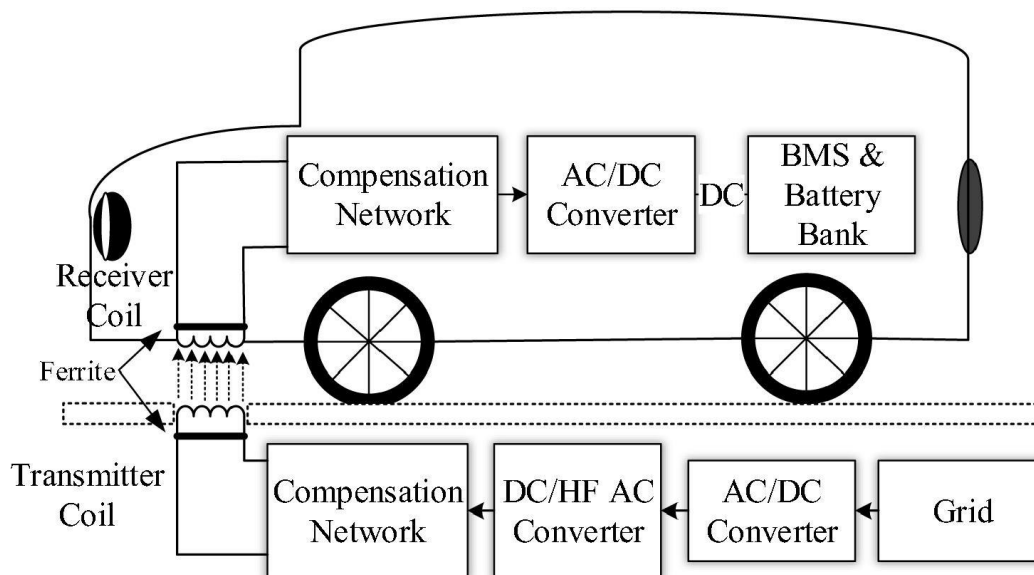 Compensation
Network
AC/DC
Converter
DC
BMS &
Battery
Bank
Receiver
Coil
Ferrite
Transmitter
Coil
Compensation
Network
DC/HF AC
Converter
AC/DC
Converter
Grid